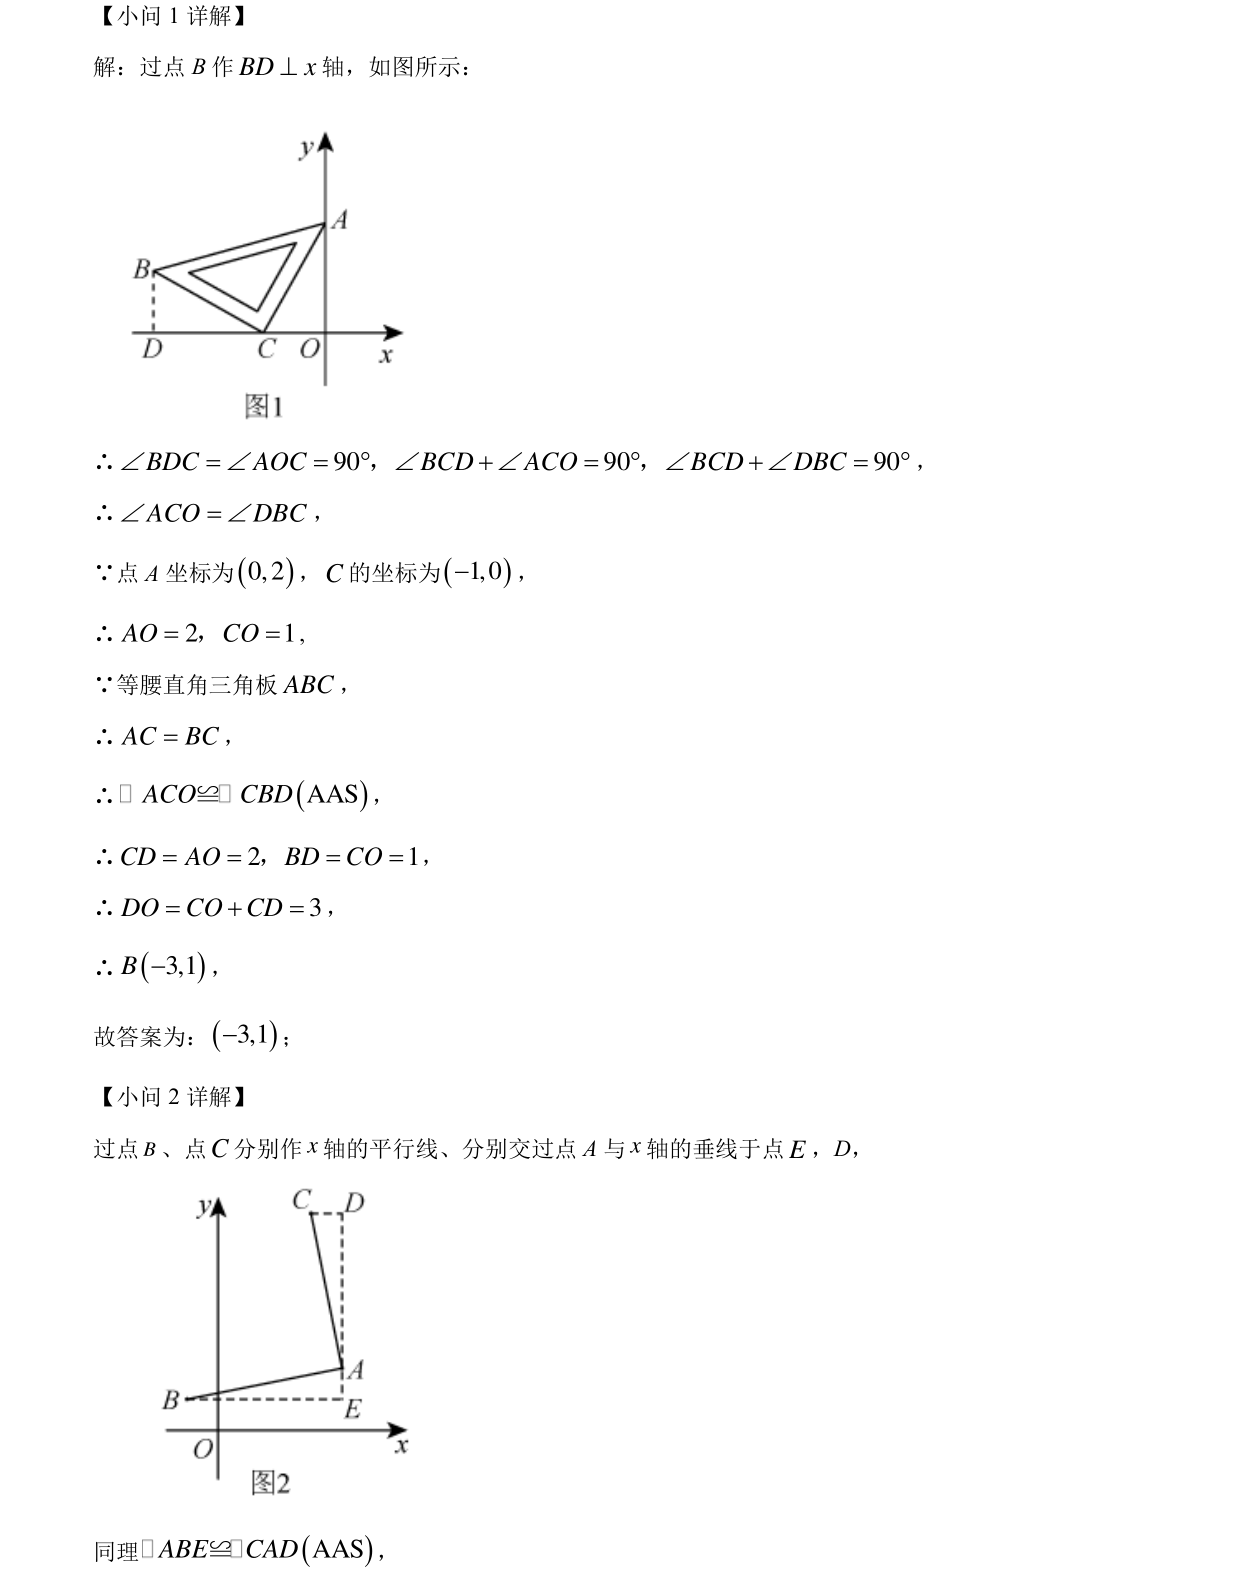 【小问 1 详解】
解：过点 B 作 BD ⊥ x 轴，如图所示：
y
A
B
D C O x
图1
∴ ∠BDC = ∠AOC = 90°，∠BCD + ∠ACO = 90°，∠BCD + ∠DBC = 90°，
∴ ∠ACO = ∠DBC，
∵点 A 坐标为(0,2)，C 的坐标为(−1,0)，
∴ AO = 2，CO = 1，
∵等腰直角三角板 ABC，
∴ AC = BC，
∴□ ACO≌□ CBD(AAS)，
∴ CD = AO = 2，BD = CO = 1，
∴ DO = CO + CD = 3，
∴ B(−3,1)，
故答案为：(−3,1)；
【小问 2 详解】
过点 B 、点 C 分别作 x 轴的平行线、分别交过点 A 与 x 轴的垂线于点 E，D，
y C D
A
B E
O x
图2
同理□ABE≌□CAD(AAS)，